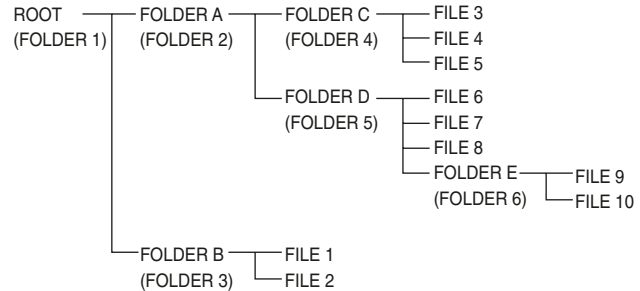 ROOT FOLDER A FOLDER C FILE 3
(FOLDER 1) (FOLDER 2) (FOLDER 4) FILE 4
FILE 5
FOLDER D FILE 6
(FOLDER 5) FILE 7
FILE 8
FOLDER E FILE 9
(FOLDER 6) FILE 10
FOLDER B FILE 1
(FOLDER 3) FILE 2